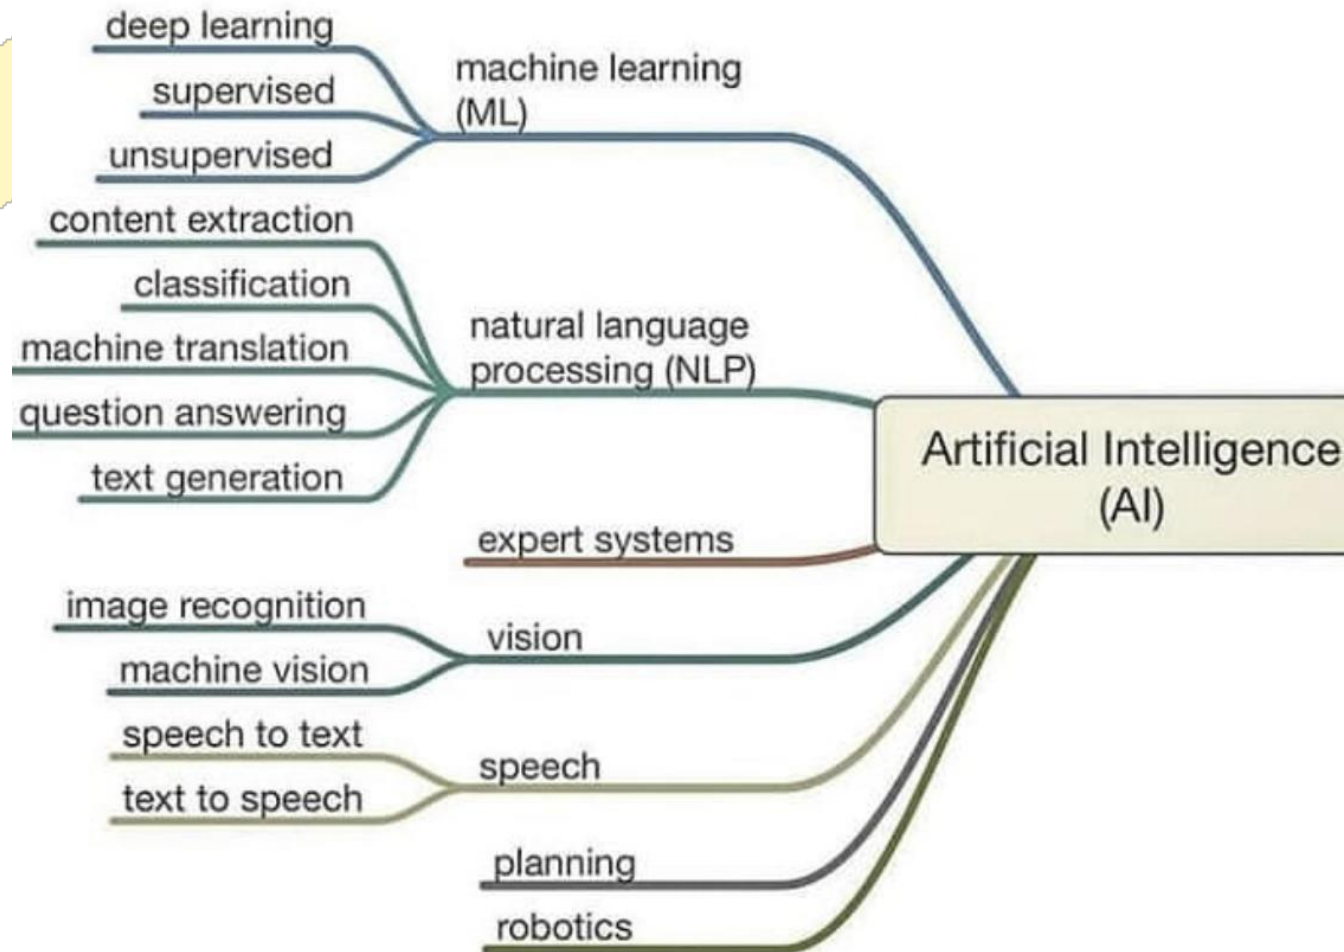 deep learning
supervised
unsupervised
machine learning
(ML)
content extraction
classification
machine translation
question answering
text generation
natural language
processing (NLP)
expert systems
image recognition
machine vision
vision
speech to text
text to speech
speech
planning
robotics
Artificial Intelligence
(AI)